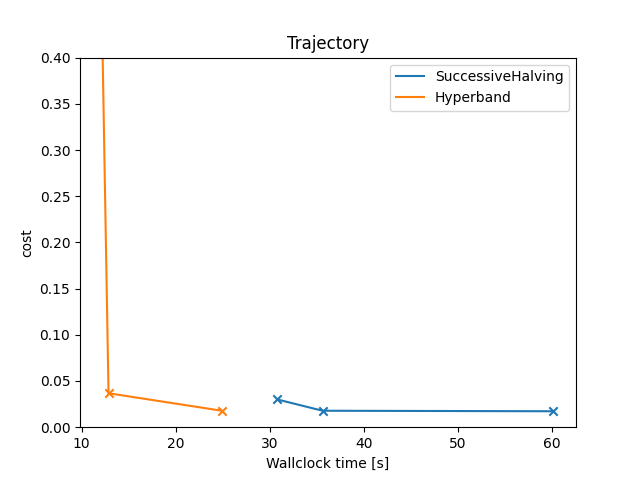 Trajectory
SuccessiveHalving
Hyperband
cost
0.40
0.35
0.30
0.25
0.20
0.15
0.10
0.05
0.00
10 20 30 40 50 60
Wallclock time [s]